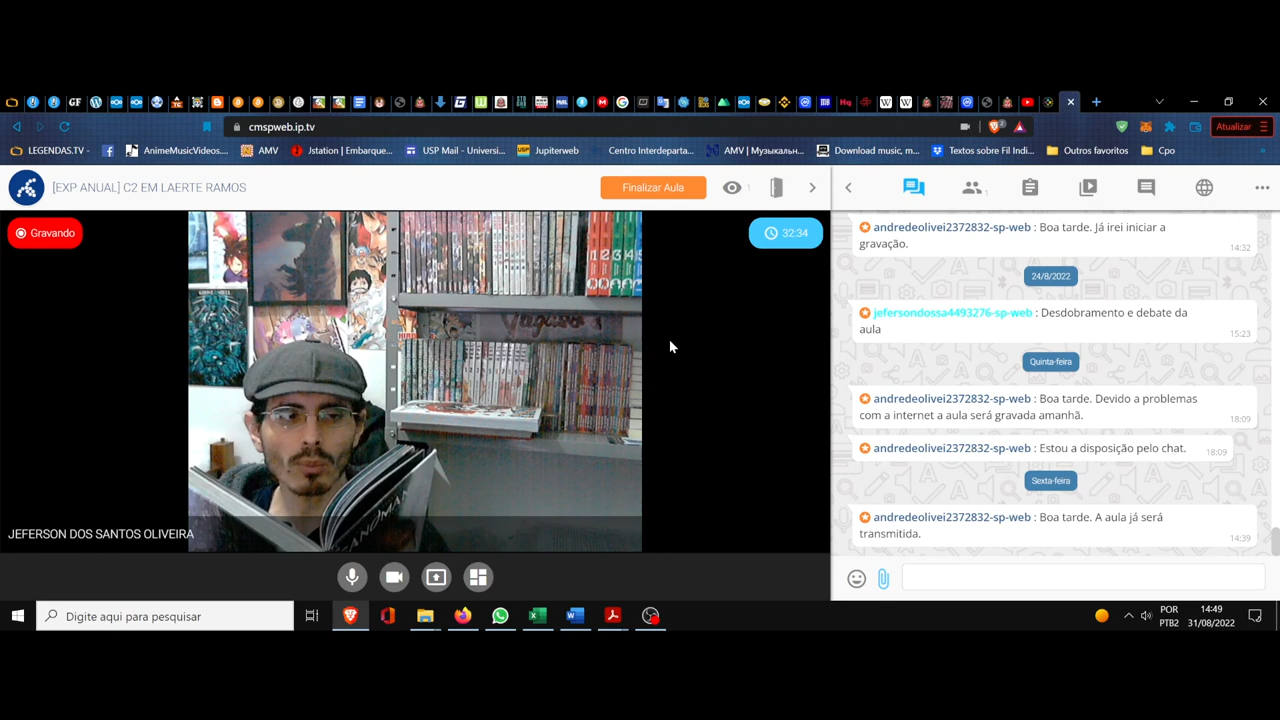 cmspweb.ip.tv
Atualizar
LEGENDAS.TV -
AnimeMusicVideos...
AMV
Jstation | Embarque...
USP Mail - Universi...
Jupiterweb
Centro Interdeparta...
AMV | Музыкальн...
Download music, m...
Textos sobre Fil Indi...
Outros favoritos
Cpo
[EXP ANUAL] C2 EM LAERTE RAMOS
Finalizar Aula
1
1
Gravando
32:34
JEFERSON DOS SANTOS OLIVEIRA
andredeolivei2372832-sp-web : Boa tarde. Já irei iniciar a
gravação.
14:32
24/8/2022
jefersondossa4493276-sp-web : Desdobramento e debate da
aula
15:23
Quinta-feira
andredeolivei2372832-sp-web : Boa tarde. Devido a problemas
com a internet a aula será gravada amanhã.
18:09
andredeolivei2372832-sp-web : Estou a disposição pelo chat.
18:09
Sexta-feira
andredeolivei2372832-sp-web : Boa tarde. A aula já será
transmitida.
14:39
Digite aqui para pesquisar
POR
PTB2
14:49
31/08/2022